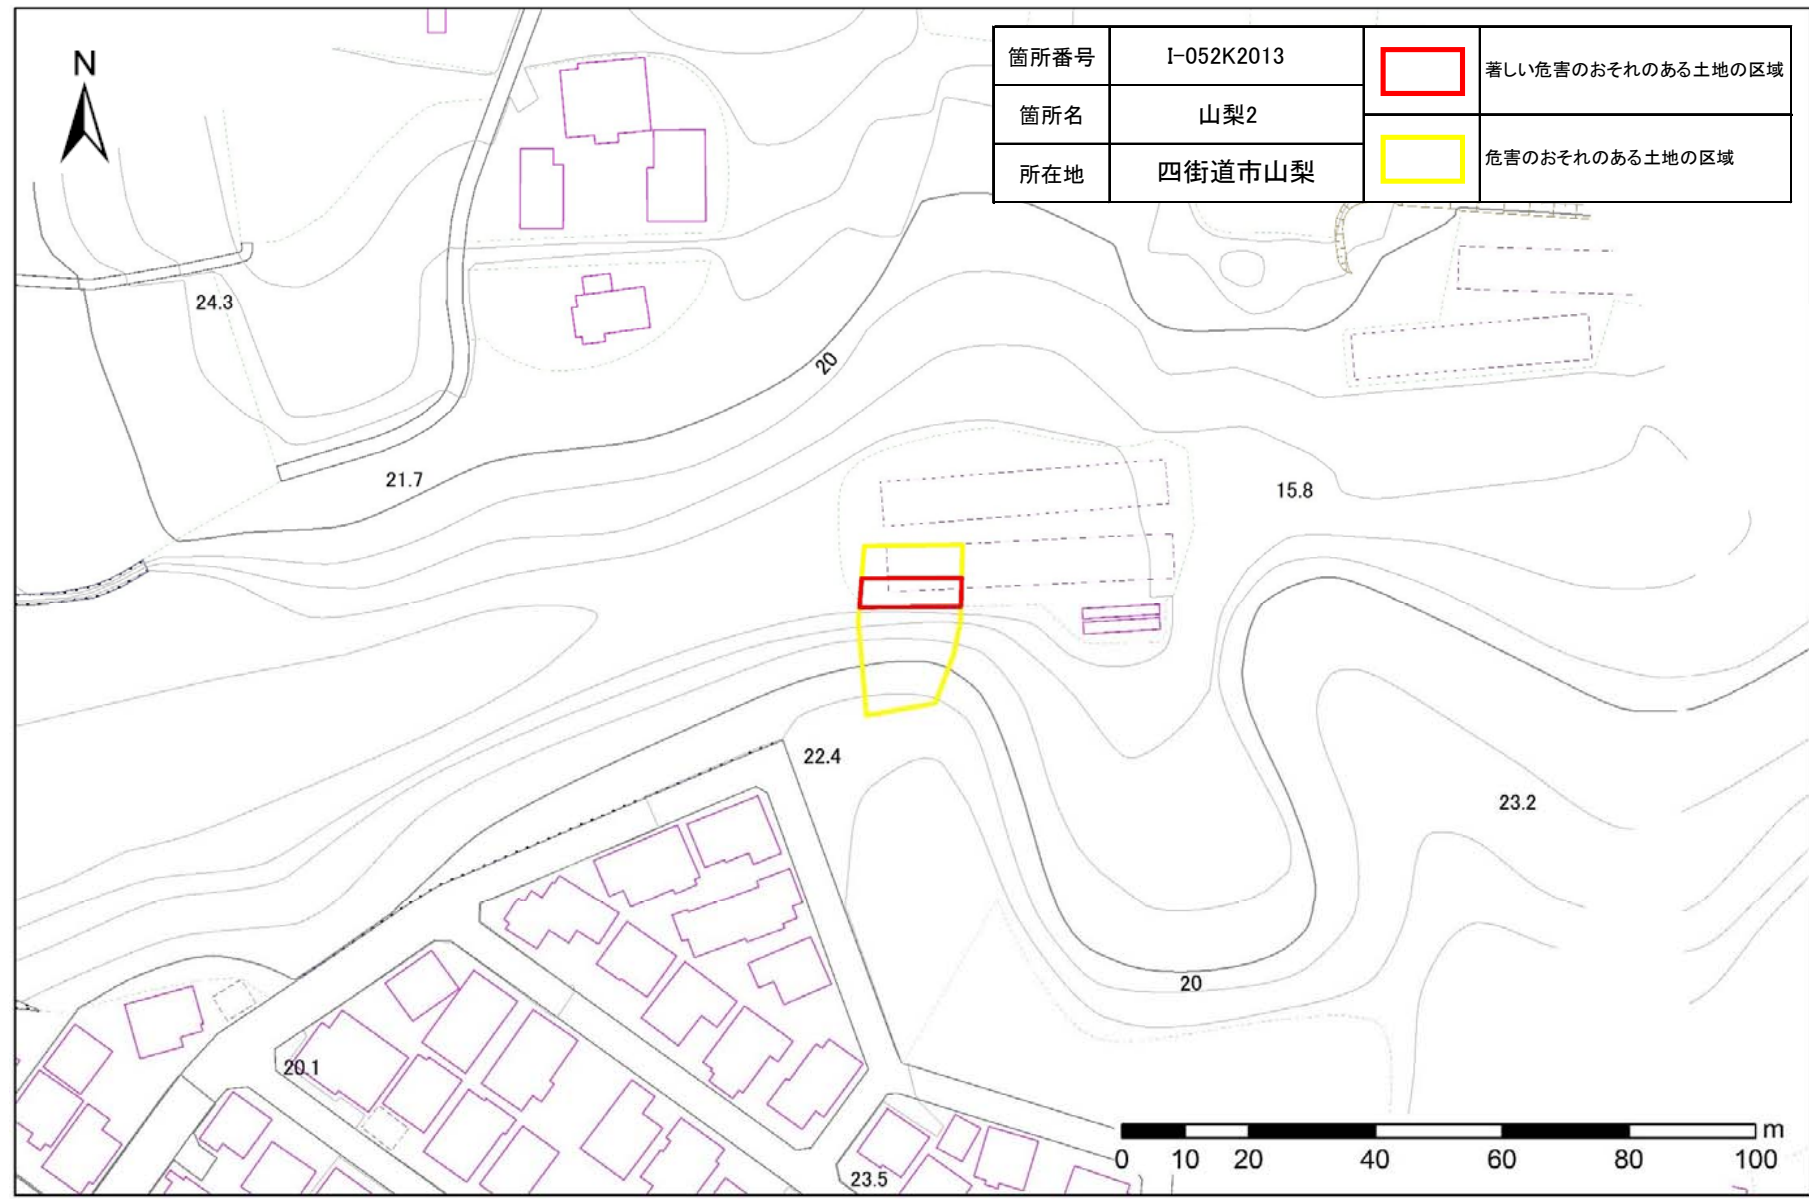 N
箇所番号 I-052K2013
箇所名 山梨2
所在地 四街道市山梨
著しい危害のおそれのある土地の区域
危害のおそれのある土地の区域
24.3
20
21.7
15.8
22.4
23.2
20
20.1
23.5
0 10 20 40 60 80 100 m